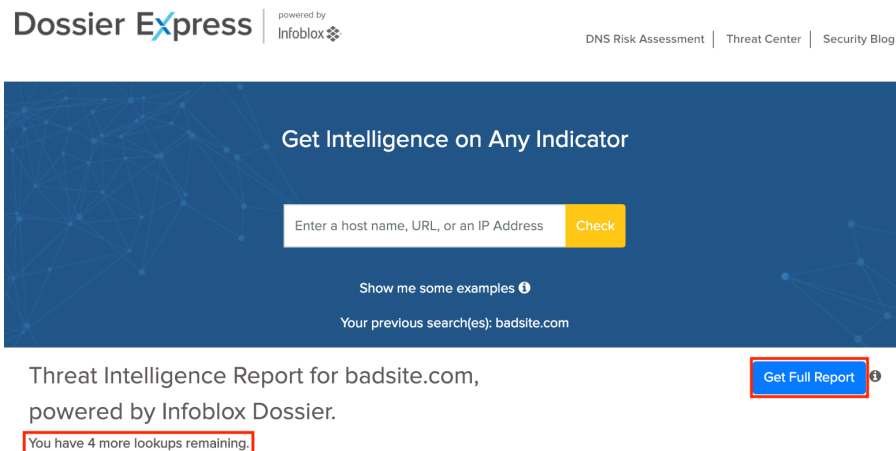 Dossier Express
powered by
Infoblox
DNS Risk Assessment | Threat Center | Security Blog
Get Intelligence on Any Indicator
Enter a host name, URL, or an IP Address Check
Show me some examples
Your previous search(es): badsite.com
Threat Intelligence Report for badsite.com,
Get Full Report
powered by Infoblox Dossier.
You have 4 more lookups remaining.